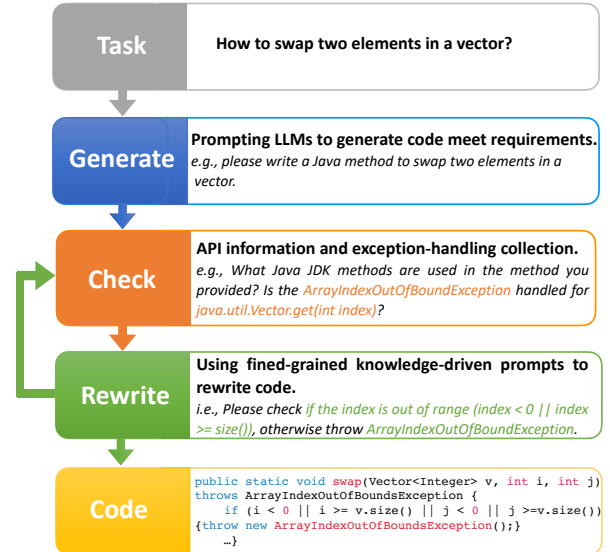 Task
How to swap two elements in a vector?
Generate
Prompting LLMs to generate code meet requirements.
e.g., please write a Java method to swap two elements in a
vector.
Check
API information and exception-handling collection.
e.g., What Java JDK methods are used in the method you
provided? Is the ArrayIndexOutOfBoundException handled for
java.util.Vector.get(int index)?
Rewrite
Using fined-grained knowledge-driven prompts to
rewrite code.
i.e., Please check if the index is out of range (index < 0 || index
>= size()), otherwise throw ArrayIndexOutOfBoundException.
Code
public static void swap(Vector<Integer> v, int i, int j)
throws ArrayIndexOutOfBoundsException {
if (i < 0 || i >= v.size() || j < 0 || j >=v.size())
{throw new ArrayIndexOutOfBoundsException();}
…}